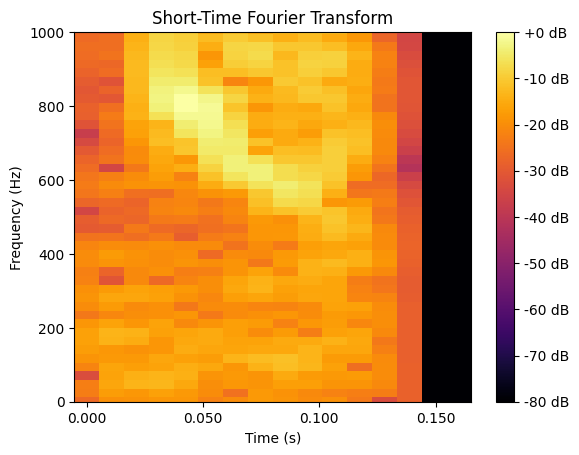 Short-Time Fourier Transform
1000
800
600
400
200
0
Frequency (Hz)
0.000
0.050
0.100
0.150
Time (s)
+0 dB
-10 dB
-20 dB
-30 dB
-40 dB
-50 dB
-60 dB
-70 dB
-80 dB